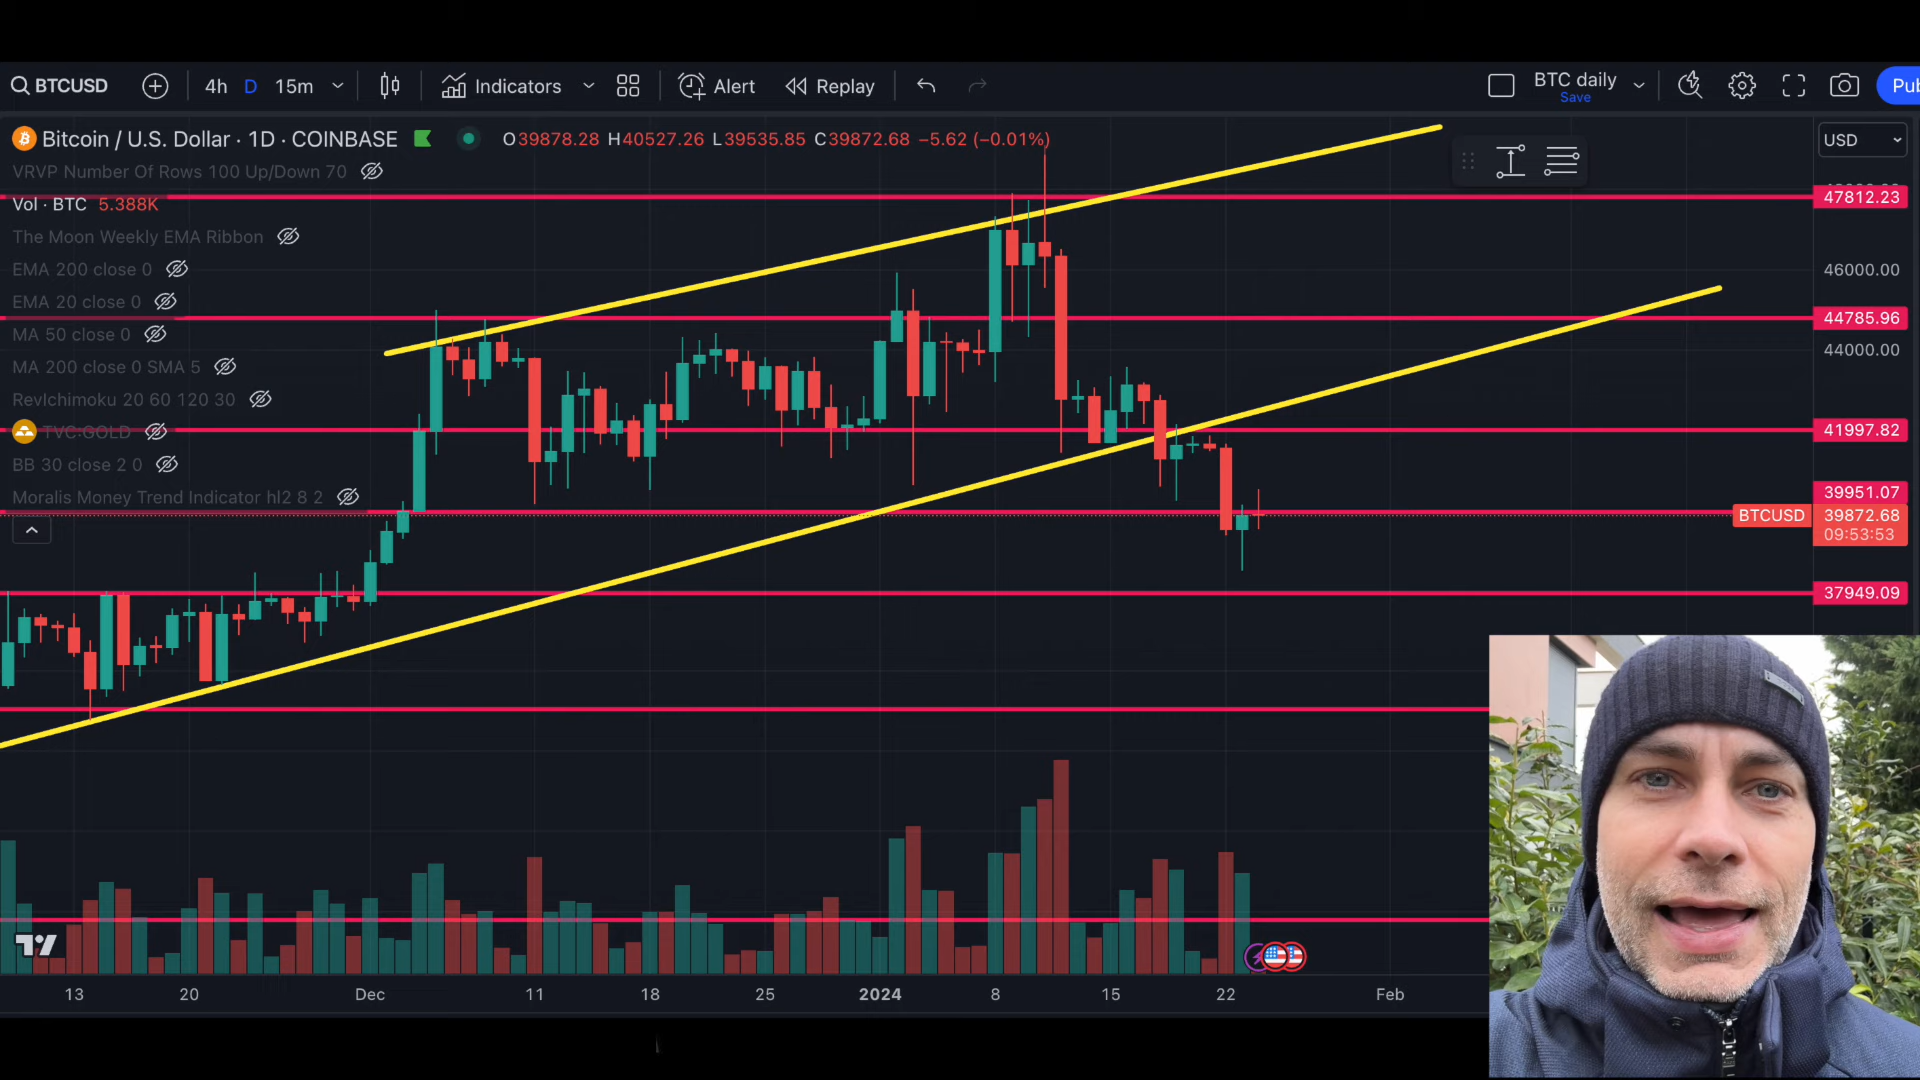 BTCUSD 4h D 15m Indicators Alert Replay BTC daily Save Pub
Bitcoin / U.S. Dollar · 1D · COINBASE O39878.28 H40527.26 L39535.85 C39872.68 −5.62 (−0.01%) USD
VRVP Number Of Rows 100 Up/Down 70
Vol · BTC 5.388K
47812.23
The Moon Weekly EMA Ribbon
EMA 200 close 0
46000.00
EMA 20 close 0
44785.96
MA 50 close 0
44000.00
MA 200 close 0 SMA 5
RevIchimoku 20 60 120 30
TVC:GOLD
41997.82
BB 30 close 2 0
Moralis Money Trend Indicator hl2 8 2
39951.07
BTCUSD 39872.68
09:53:53
37949.09
13 20 Dec 11 18 25 2024 8 15 22 Feb